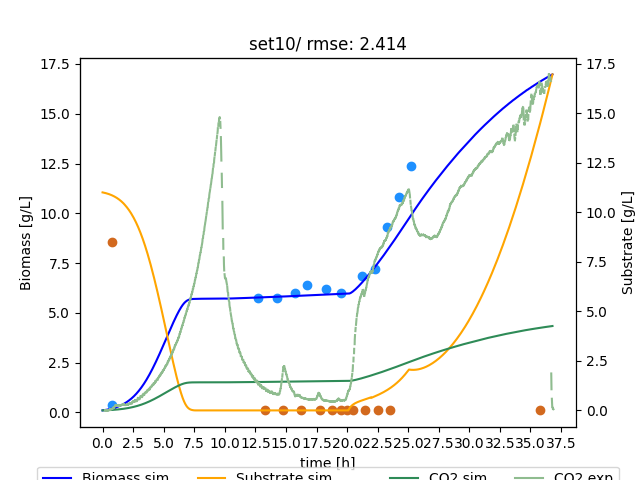 set10/ rmse: 2.414
17.5 17.5
15.0 15.0
12.5 12.5
10.0 10.0
7.5 7.5
5.0 5.0
2.5 2.5
0.0 0.0
Biomass [g/L]
Substrate [g/L]
0.0 2.5 5.0 7.5 10.0 12.5 15.0 17.5 20.0 22.5 25.0 27.5 30.0 32.5 35.0 37.5
time [h]
Biomass sim Substrate sim CO2 sim CO2 exp